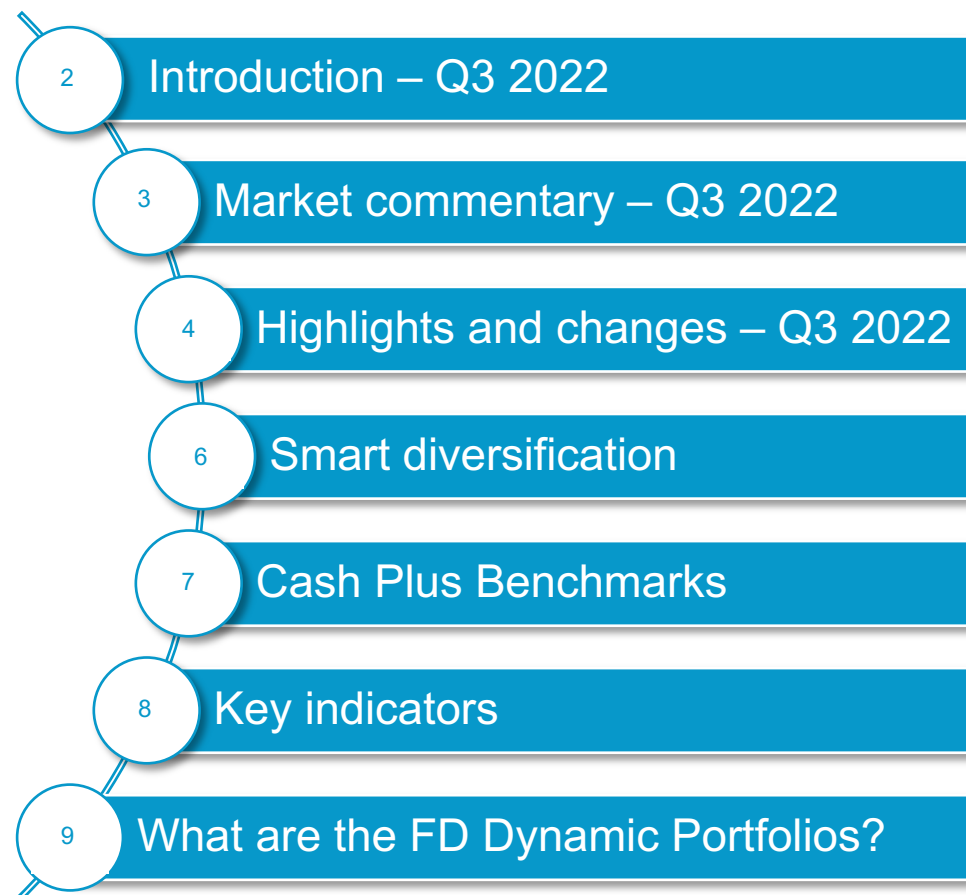 2 Introduction – Q3 2022
3 Market commentary – Q3 2022
4 Highlights and changes – Q3 2022
6 Smart diversification
7 Cash Plus Benchmarks
8 Key indicators
9 What are the FD Dynamic Portfolios?